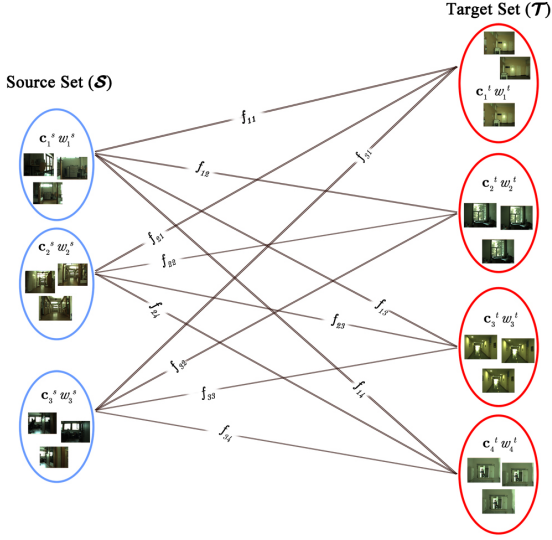 Target Set (𝓣)
Source Set (𝓢)
c₁ᵗ w₁ᵗ
c₁ˢ w₁ˢ
f₁₁
f₃₁
f₁₂
c₂ᵗ w₂ᵗ
c₂ˢ w₂ˢ
f₂₁
f₂₂
f₂₄
f₁₃
f₂₃
c₃ᵗ w₃ᵗ
f₃₂
c₃ˢ w₃ˢ
f₃₃
f₁₄
f₃₄
c₄ᵗ w₄ᵗ